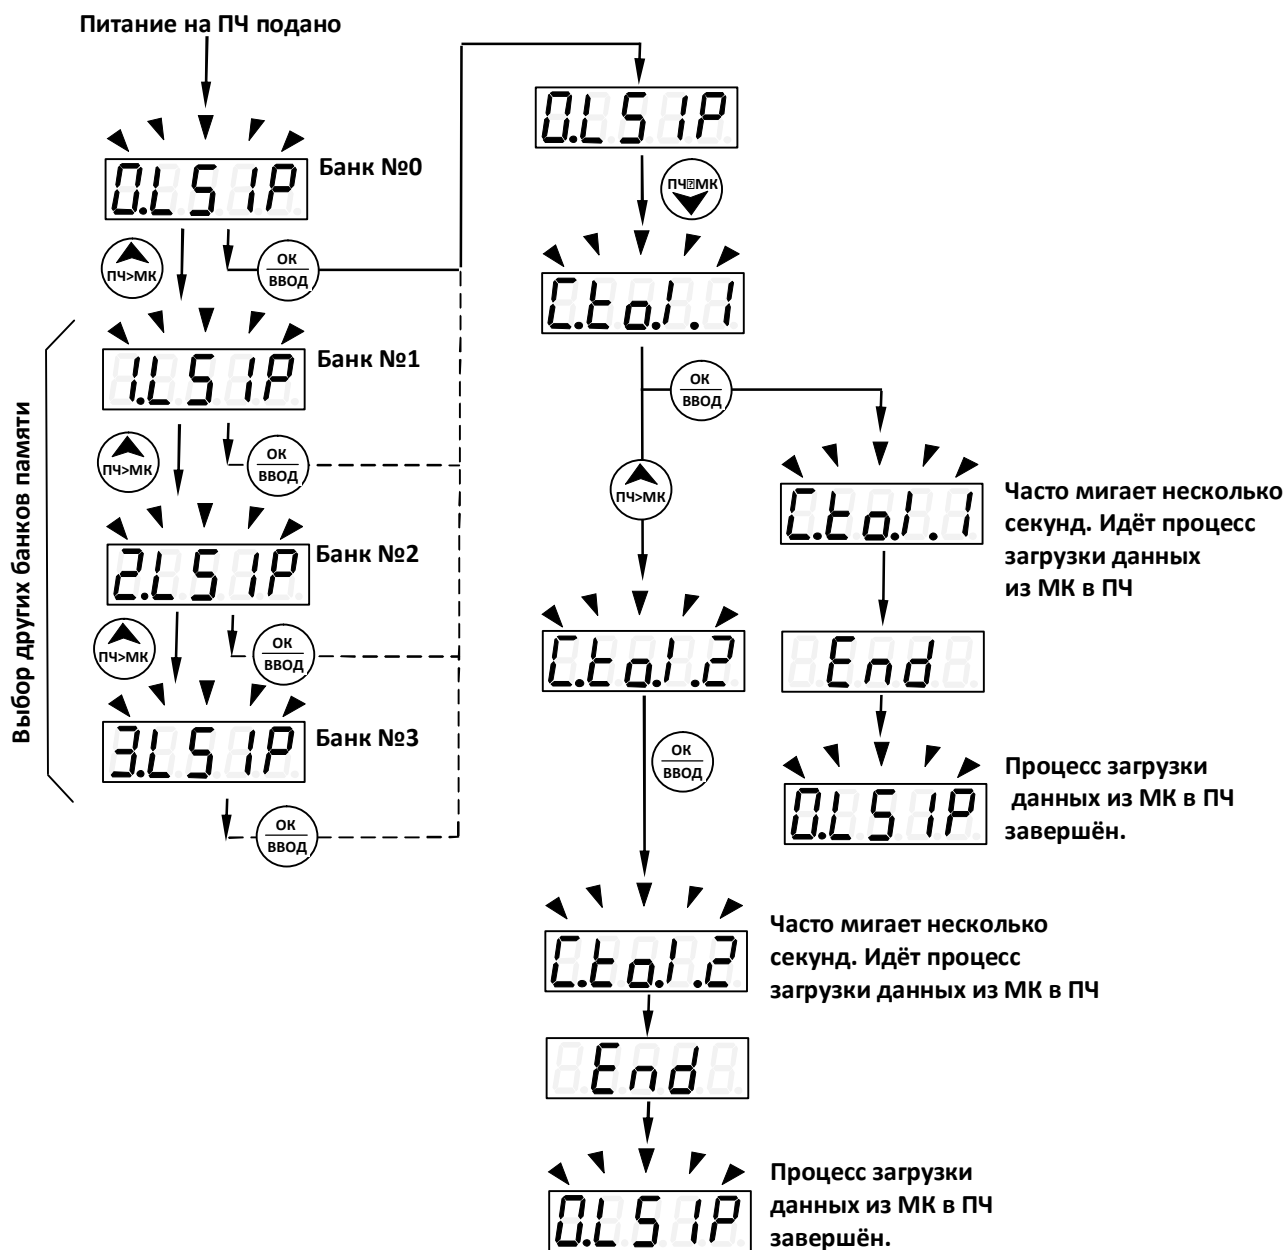 Питание на ПЧ подано
0.LS1P
Банк №0
ПЧ>МК
ОК
ВВОД
Выбор других банков памяти
1.LS1P
Банк №1
ПЧ>МК
ОК
ВВОД
2.LS1P
Банк №2
ПЧ>МК
ОК
ВВОД
3.LS1P
Банк №3
ОК
ВВОД
0.LS1P
ПЧ⍰МК
C.to.I.1
ОК
ВВОД
ПЧ>МК
C.to.I.1
Часто мигает несколько
секунд. Идёт процесс
загрузки данных
из МК в ПЧ
End
0.LS1P
Процесс загрузки
данных из МК в ПЧ
завершён.
C.to.I.2
ОК
ВВОД
C.to.I.2
Часто мигает несколько
секунд. Идёт процесс
загрузки данных из МК в ПЧ
End
0.LS1P
Процесс загрузки
данных из МК в ПЧ
завершён.